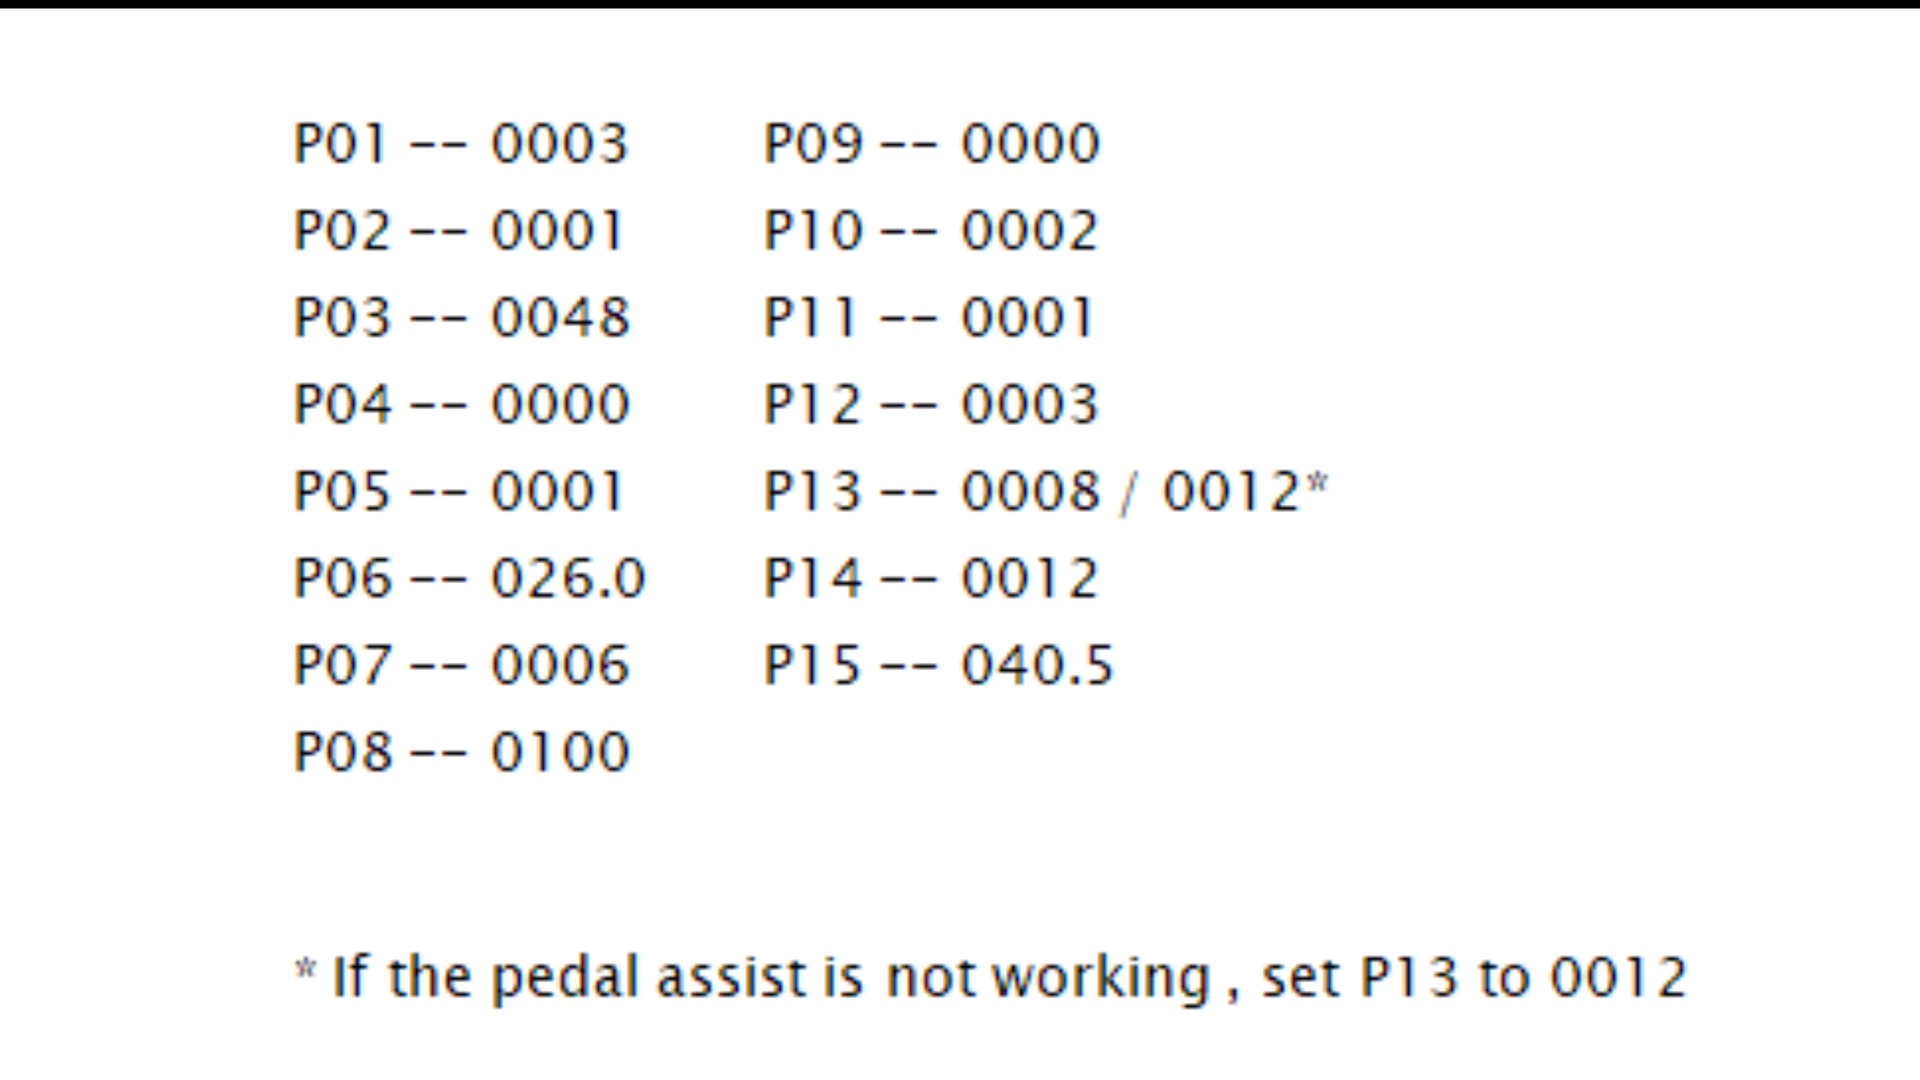 P01 -- 0003
P02 -- 0001
P03 -- 0048
P04 -- 0000
P05 -- 0001
P06 -- 026.0
P07 -- 0006
P08 -- 0100
P09 -- 0000
P10 -- 0002
P11 -- 0001
P12 -- 0003
P13 -- 0008 / 0012*
P14 -- 0012
P15 -- 040.5
* If the pedal assist is not working , set P13 to 0012